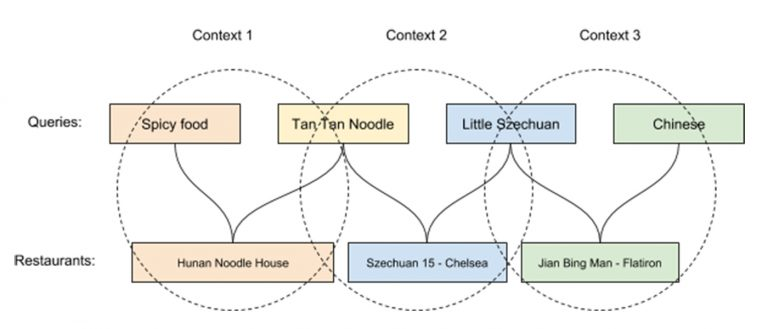 Context 1 Context 2 Context 3
Queries: Spicy food Tan Tan Noodle Little Szechuan Chinese
Restaurants: Hunan Noodle House Szechuan 15 - Chelsea Jian Bing Man - Flatiron